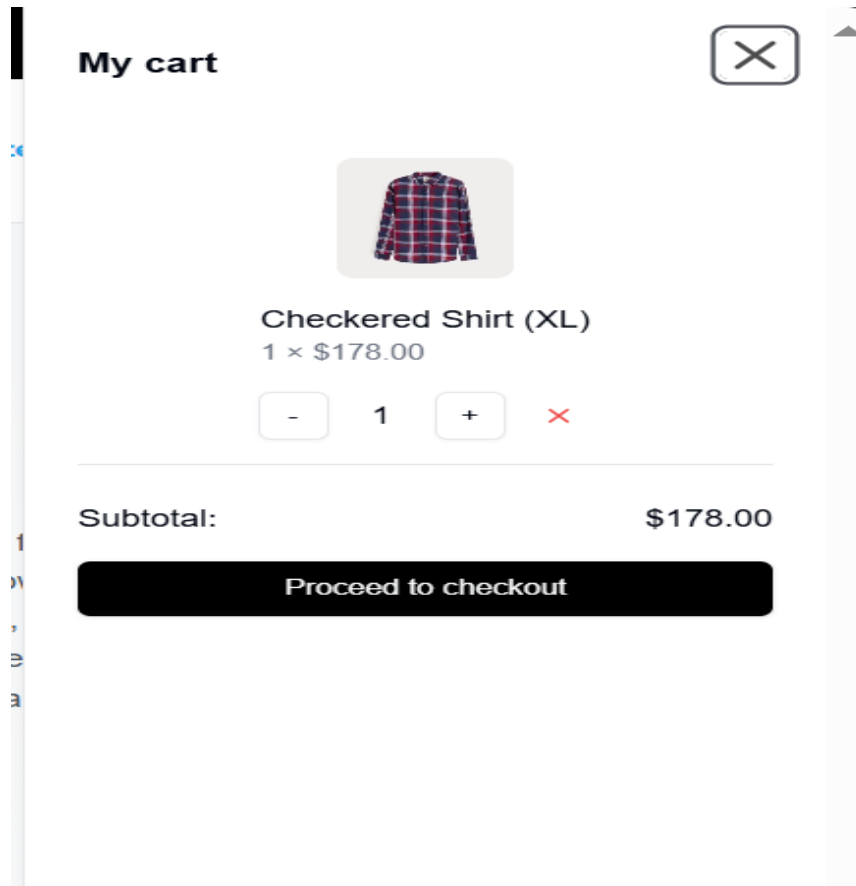 My cart
Checkered Shirt (XL)
1 × $178.00
- 1 +
Subtotal: $178.00
Proceed to checkout